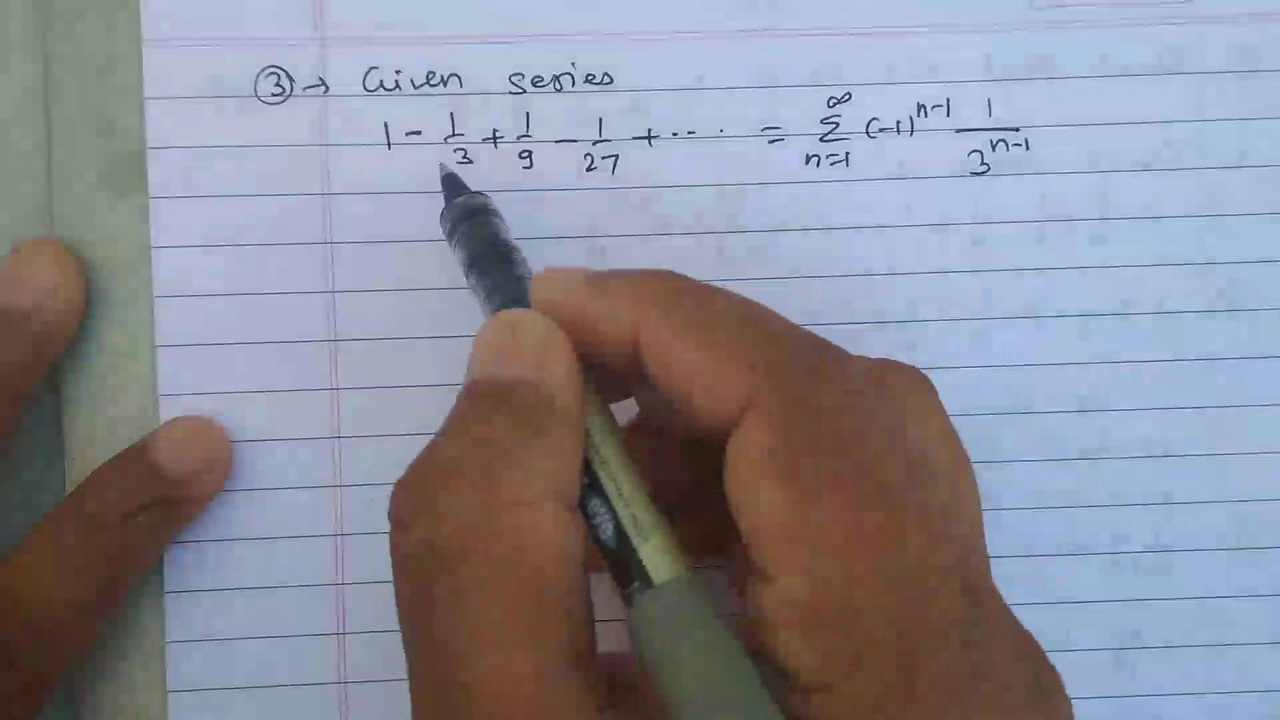 ③→ Given series
1 - 1/3 + 1/9 - 1/27 + ---. = ∞∑n=1 (-1)^n-1 1/3^n-1